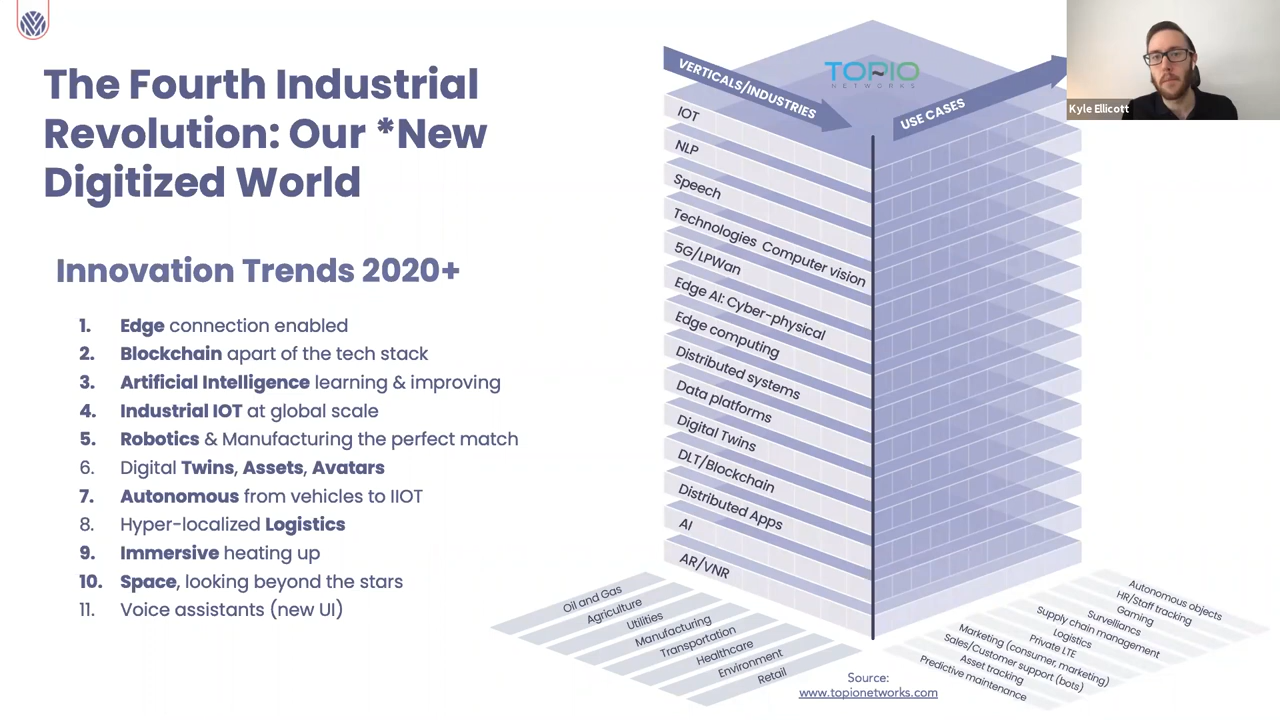 The Fourth Industrial
Revolution: Our *New
Digitized World
Innovation Trends 2020+
1. Edge connection enabled
2. Blockchain apart of the tech stack
3. Artificial Intelligence learning & improving
4. Industrial IOT at global scale
5. Robotics & Manufacturing the perfect match
6. Digital Twins, Assets, Avatars
7. Autonomous from vehicles to IIOT
8. Hyper-localized Logistics
9. Immersive heating up
10. Space, looking beyond the stars
11. Voice assistants (new UI)
TOPIO
NETWORKS
VERTICALS/INDUSTRIES
USE CASES
IOT
NLP
Speech
Technologies Computer vision
5G/LPWan
Edge AI: Cyber-physical
Edge computing
Distributed systems
Data platforms
Digital Twins
DLT/Blockchain
Distributed Apps
AI
AR/VNR
Oil and Gas
Agriculture
Utilities
Manufacturing
Transportation
Healthcare
Environment
Retail
Autonomous objects
HR/Staff tracking
Gaming
Surveillians
supply chain management
Logistics
Private LTE
Marketing (consumer, marketing)
Sales/Customer support (bots)
Asset tracking
Predictive maintenance
Source:
www.topionetworks.com
Kyle Ellicott